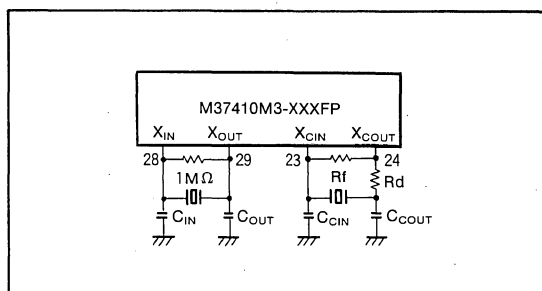 M37410M3-XXXFP
XIN XOUT XCIN XCOUT
28 29 23 24
1MΩ Rf Rd
CIN COUT CCIN CCOUT